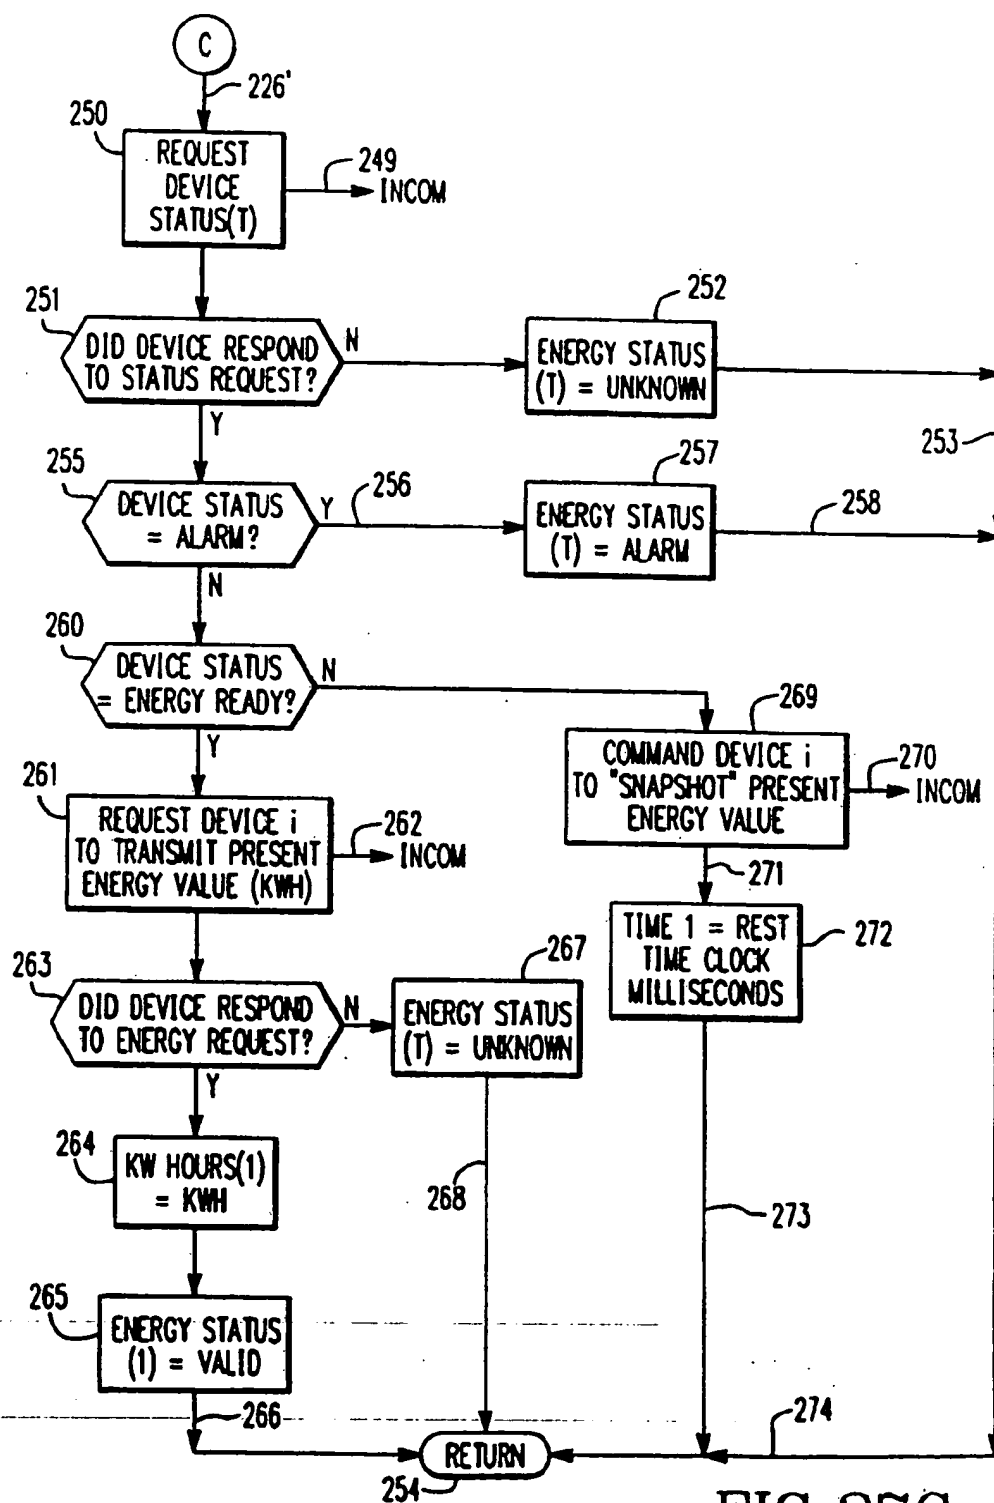 C
226'
250
REQUEST
DEVICE
STATUS(T)
249
INCOM
251
DID DEVICE RESPOND
TO STATUS REQUEST?
N
Y
252
ENERGY STATUS
(T) = UNKNOWN
253
255
DEVICE STATUS
= ALARM?
Y
256
N
257
ENERGY STATUS
(T) = ALARM
258
260
DEVICE STATUS
= ENERGY READY?
N
Y
269
COMMAND DEVICE i
TO "SNAPSHOT" PRESENT
ENERGY VALUE
270
INCOM
261
REQUEST DEVICE i
TO TRANSMIT PRESENT
ENERGY VALUE (KWH)
262
INCOM
271
TIME 1 = REST
TIME CLOCK
MILLISECONDS
272
263
DID DEVICE RESPOND
TO ENERGY REQUEST?
N
Y
267
ENERGY STATUS
(T) = UNKNOWN
264
KW HOURS(1)
= KWH
268
273
265
ENERGY STATUS
(1) = VALID
266
274
RETURN
254